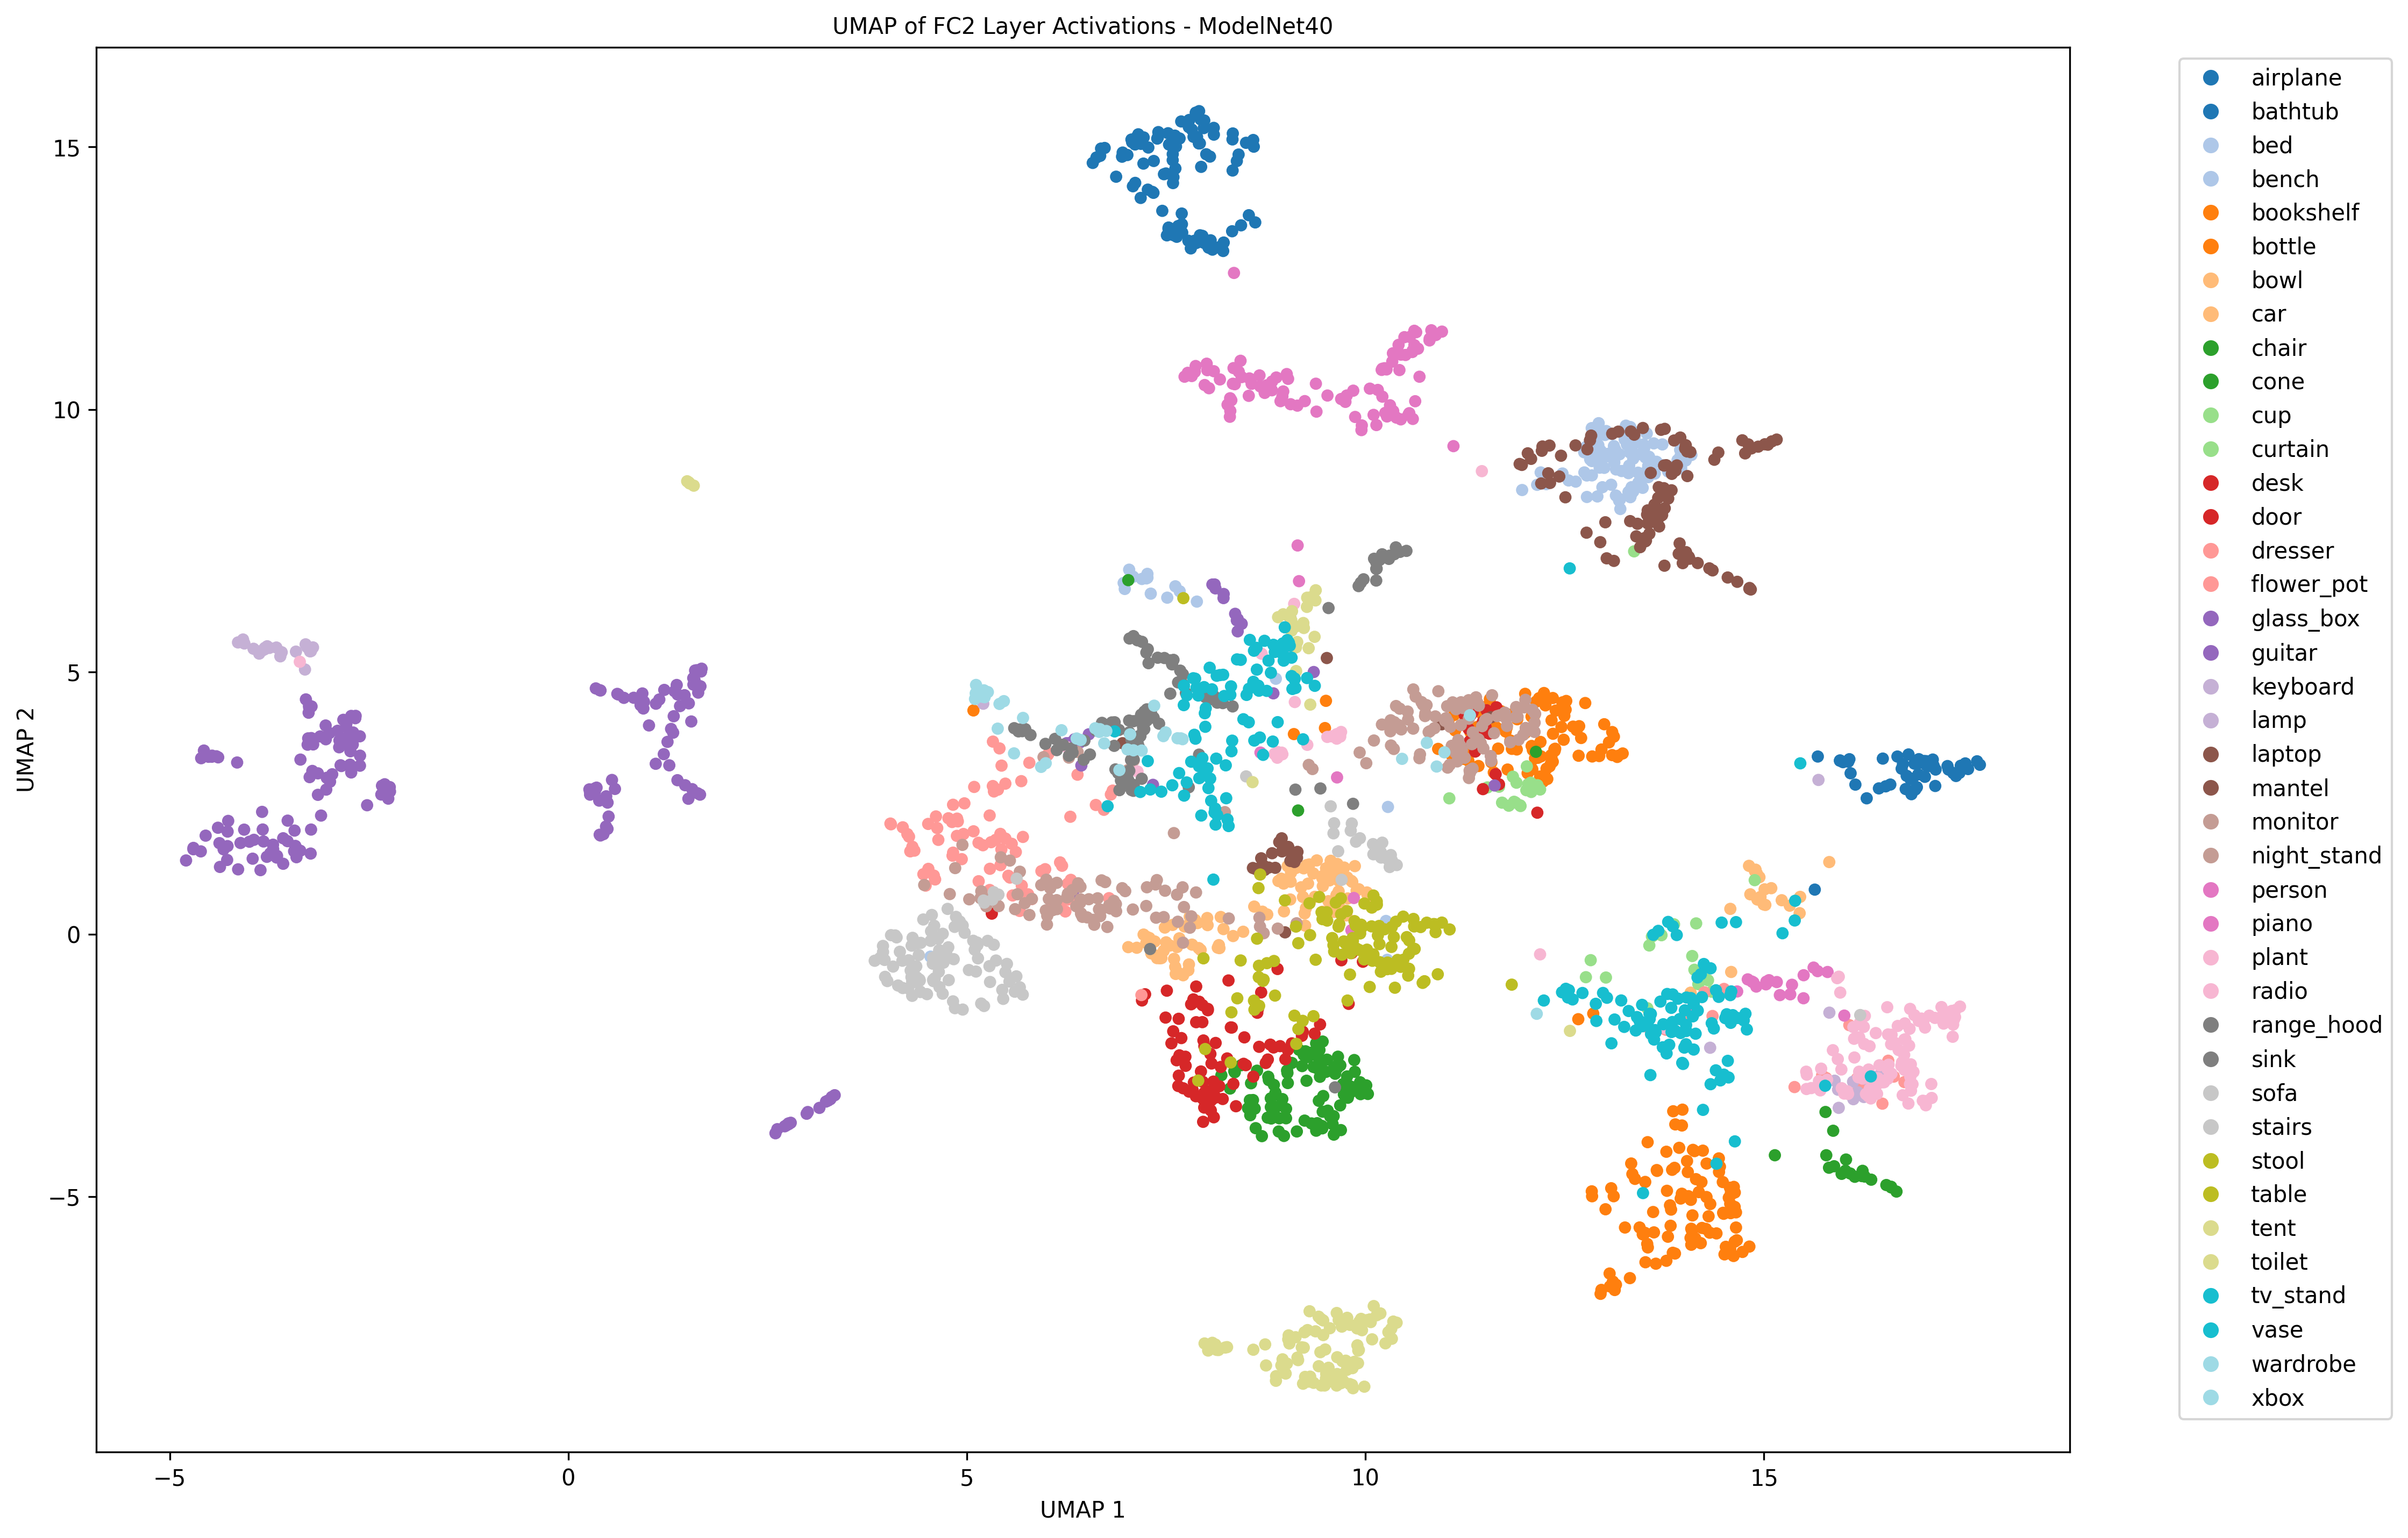 UMAP of FC2 Layer Activations - ModelNet40
15
10
5
0
−5
UMAP 2
−5
0
5
10
15
UMAP 1
airplane
bathtub
bed
bench
bookshelf
bottle
bowl
car
chair
cone
cup
curtain
desk
door
dresser
flower_pot
glass_box
guitar
keyboard
lamp
laptop
mantel
monitor
night_stand
person
piano
plant
radio
range_hood
sink
sofa
stairs
stool
table
tent
toilet
tv_stand
vase
wardrobe
xbox